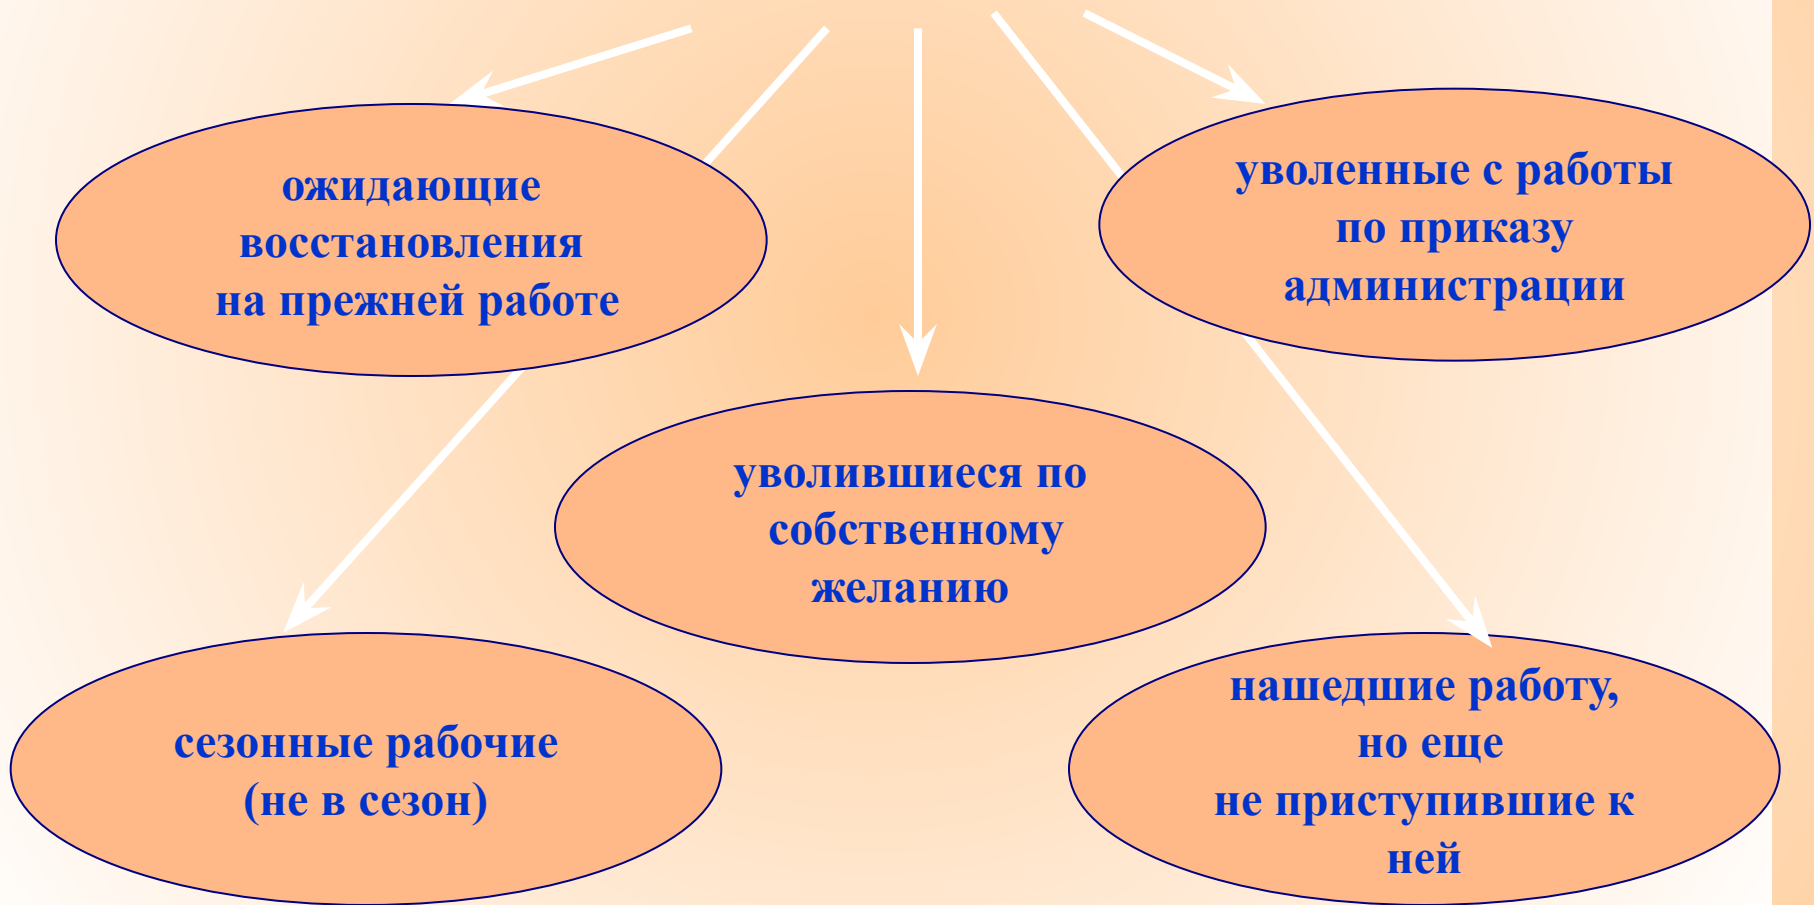 ожидающие
восстановления
на прежней работе
уволенные с работы
по приказу
администрации
уволившиеся по
собственному
желанию
сезонные рабочие
(не в сезон)
нашедшие работу,
но еще
не приступившие к
ней